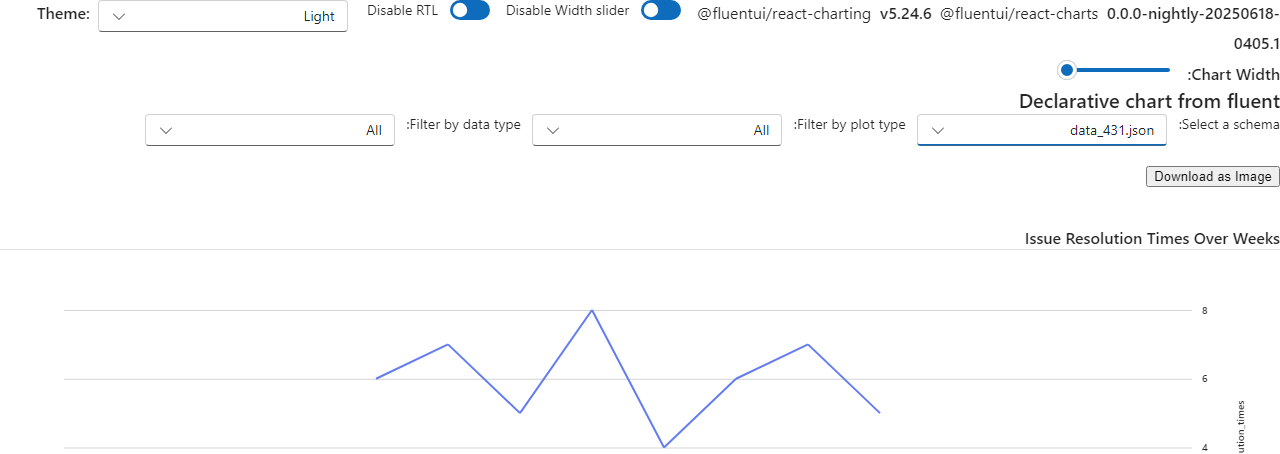 Theme:
Light
Disable RTL
Disable Width slider
@fluentui/react-charting v5.24.6 @fluentui/react-charts 0.0.0-nightly-20250618-
0405.1
:Chart Width
Declarative chart from fluent
:Select a schema
data_431.json
:Filter by plot type
All
:Filter by data type
All
Download as Image
Issue Resolution Times Over Weeks
8
6
4
ution_times